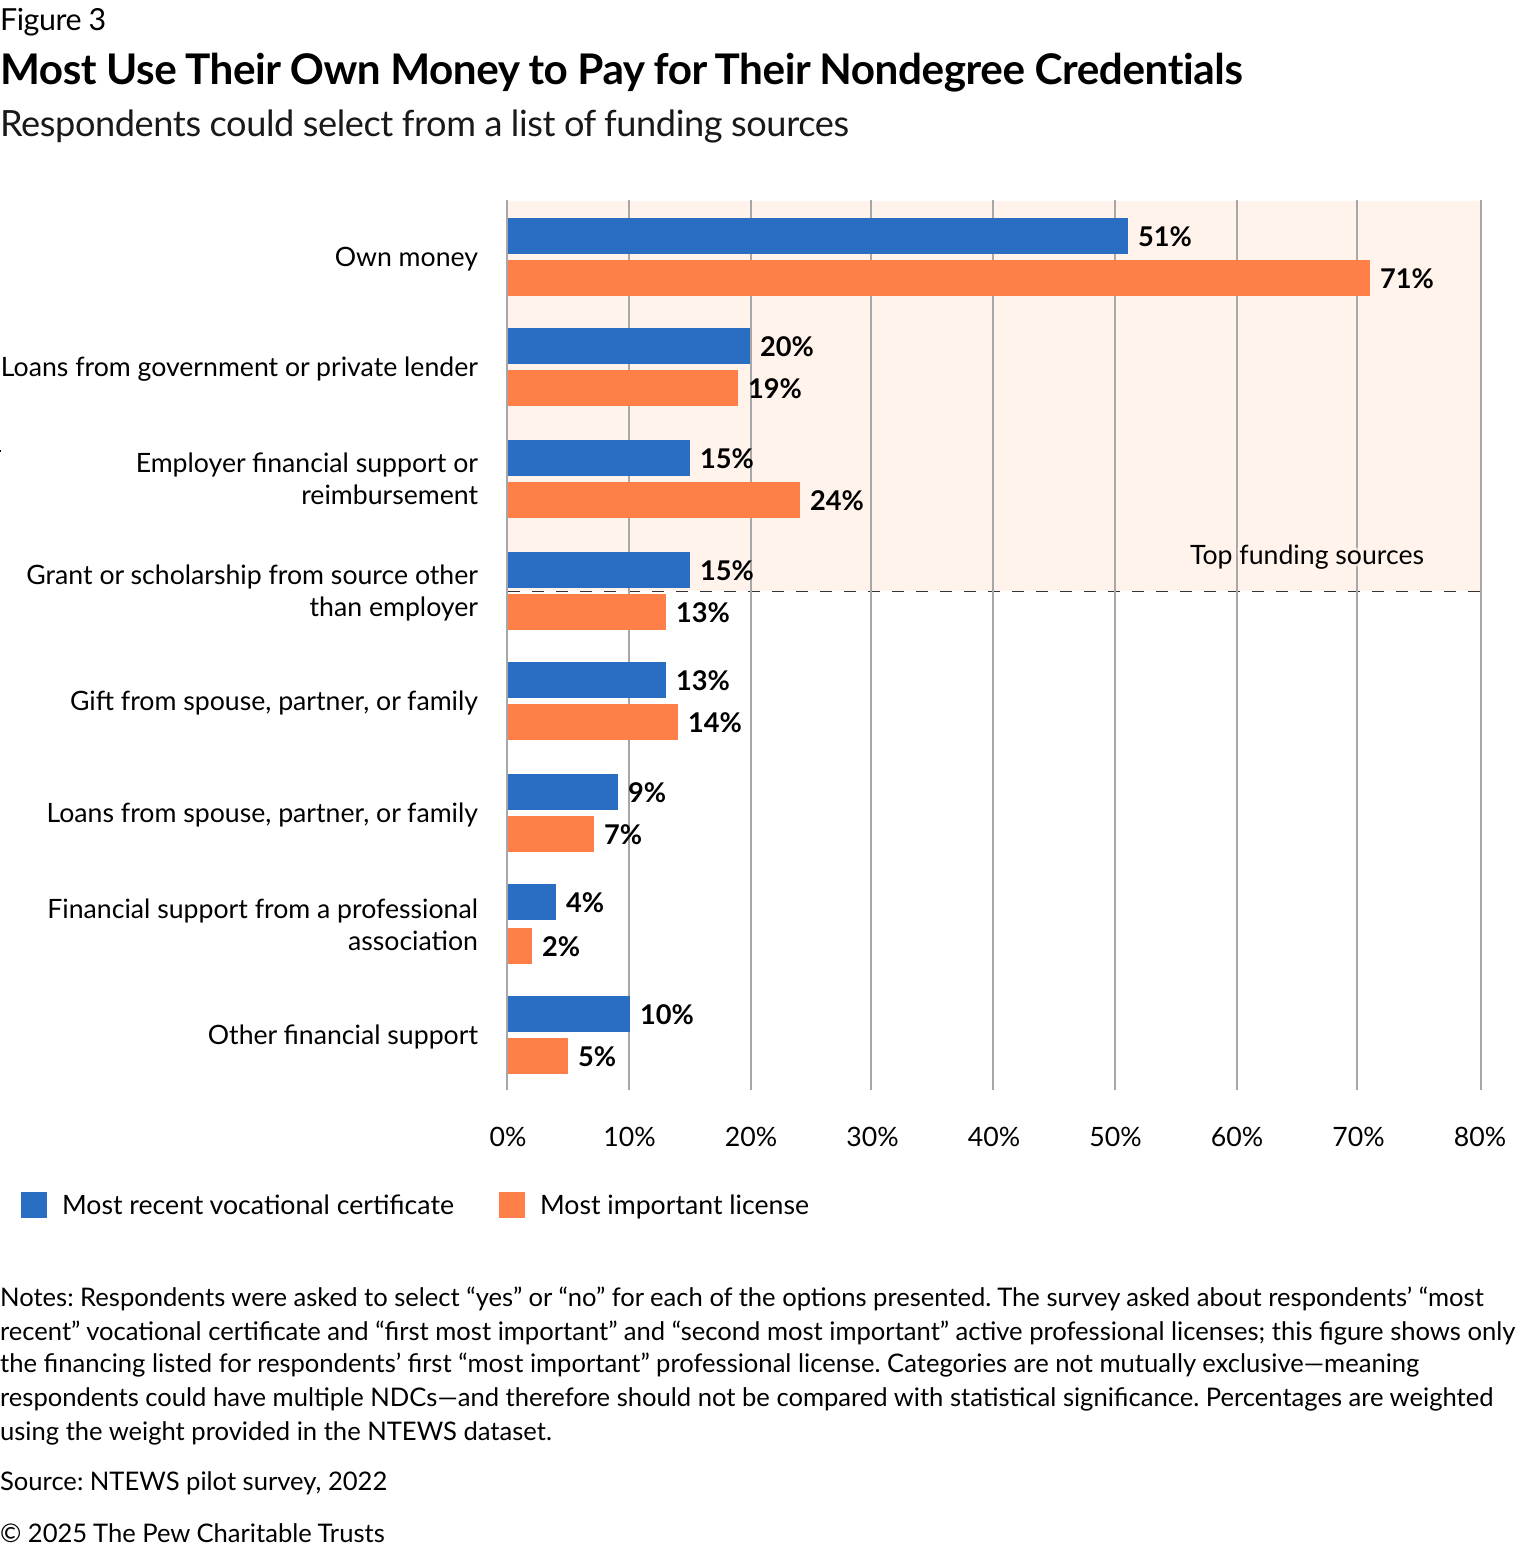 Figure 3
Most Use Their Own Money to Pay for Their Nondegree Credentials
Respondents could select from a list of funding sources
Own money
51%
71%
Loans from government or private lender
20%
19%
Employer financial support or
reimbursement
15%
24%
Top funding sources
Grant or scholarship from source other
than employer
15%
13%
Gift from spouse, partner, or family
13%
14%
Loans from spouse, partner, or family
9%
7%
Financial support from a professional
association
4%
2%
Other financial support
10%
5%
0% 10% 20% 30% 40% 50% 60% 70% 80%
Most recent vocational certificate Most important license
Notes: Respondents were asked to select “yes” or “no” for each of the options presented. The survey asked about respondents’ “most
recent” vocational certificate and “first most important” and “second most important” active professional licenses; this figure shows only
the financing listed for respondents’ first “most important” professional license. Categories are not mutually exclusive—meaning
respondents could have multiple NDCs—and therefore should not be compared with statistical significance. Percentages are weighted
using the weight provided in the NTEWS dataset.
Source: NTEWS pilot survey, 2022
© 2025 The Pew Charitable Trusts